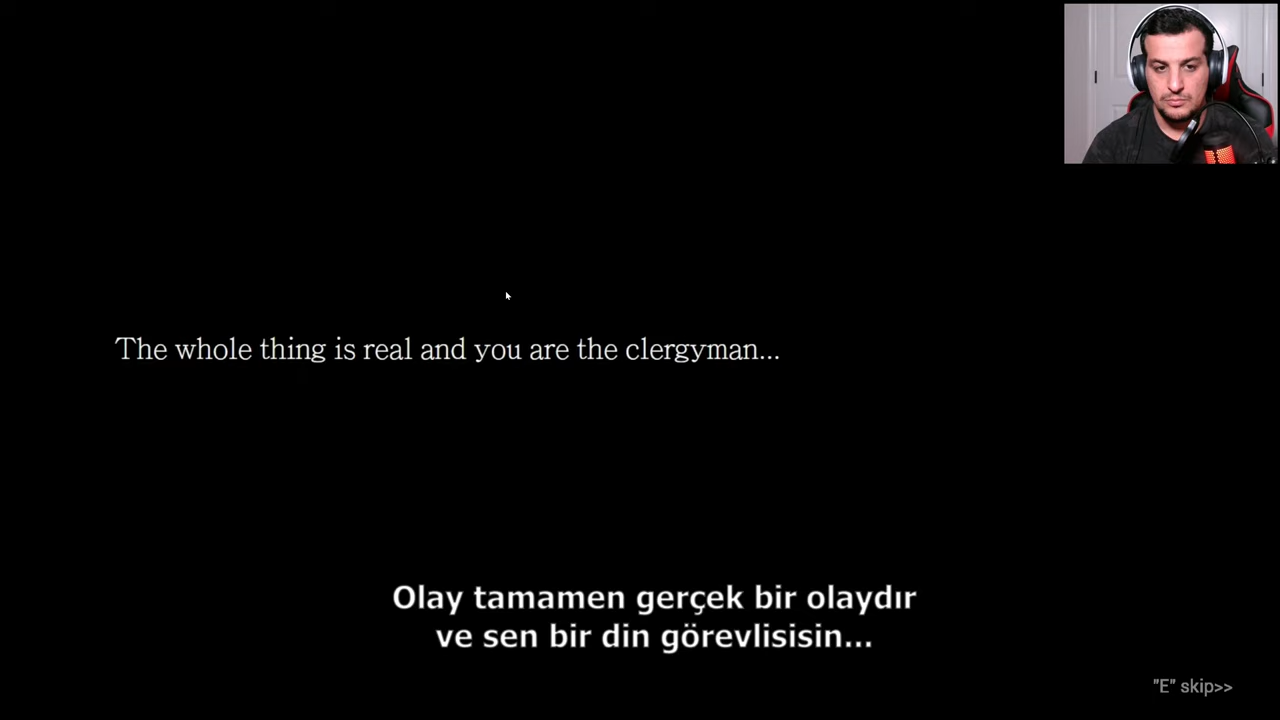 The whole thing is real and you are the clergyman...
Olay tamamen gerçek bir olaydır
ve sen bir din görevlisisin...
"E" skip>>